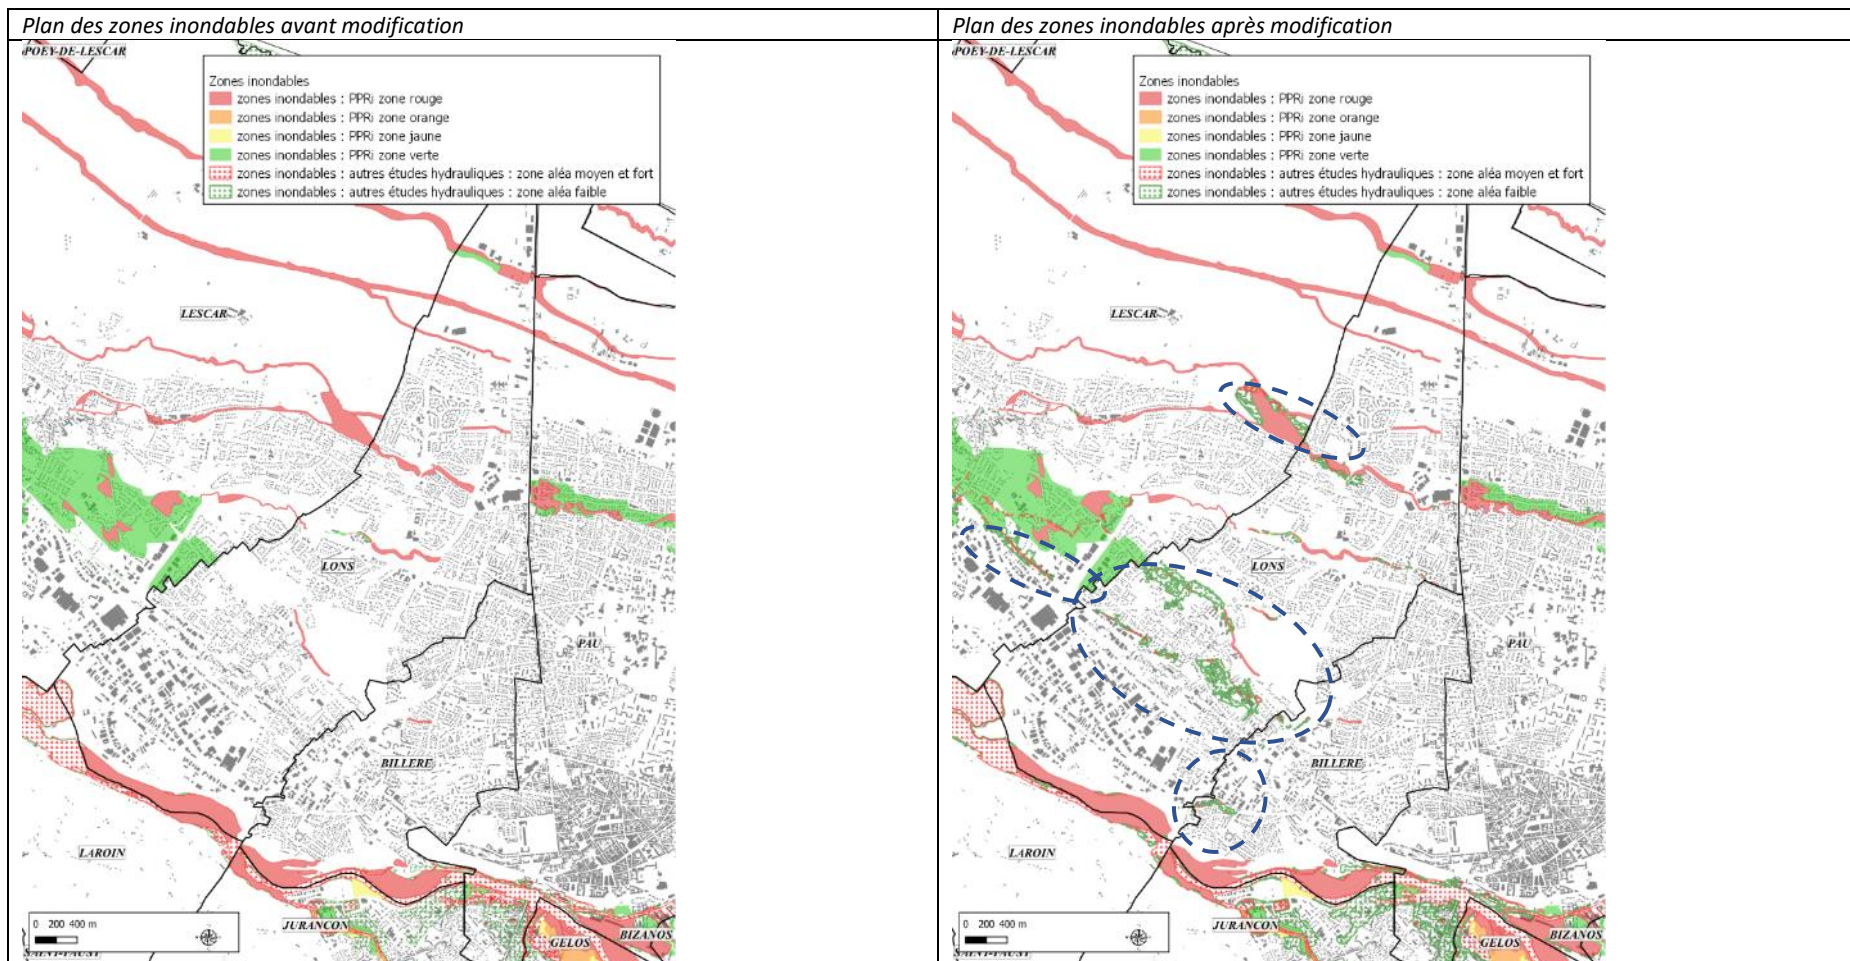 Plan des zones inondables avant modification
POEY-DE-LESCAR
Zones inondables
zones inondables : PPRi zone rouge
zones inondables : PPRi zone orange
zones inondables : PPRi zone jaune
zones inondables : PPRi zone verte
zones inondables : autres études hydrauliques : zone aléa moyen et fort
zones inondables : autres études hydrauliques : zone aléa faible
LESCAR
LONS
PAU
BILLERE
LAROIN
JURANCON
GELOS
BIZANOS
0 200 400 m
SAINT-FAUST
Plan des zones inondables après modification
POEY-DE-LESCAR
Zones inondables
zones inondables : PPRi zone rouge
zones inondables : PPRi zone orange
zones inondables : PPRi zone jaune
zones inondables : PPRi zone verte
zones inondables : autres études hydrauliques : zone aléa moyen et fort
zones inondables : autres études hydrauliques : zone aléa faible
LESCAR
LONS
PAU
BILLERE
LAROIN
JURANCON
GELOS
BIZANOS
0 200 400 m
SAINT-FAUST